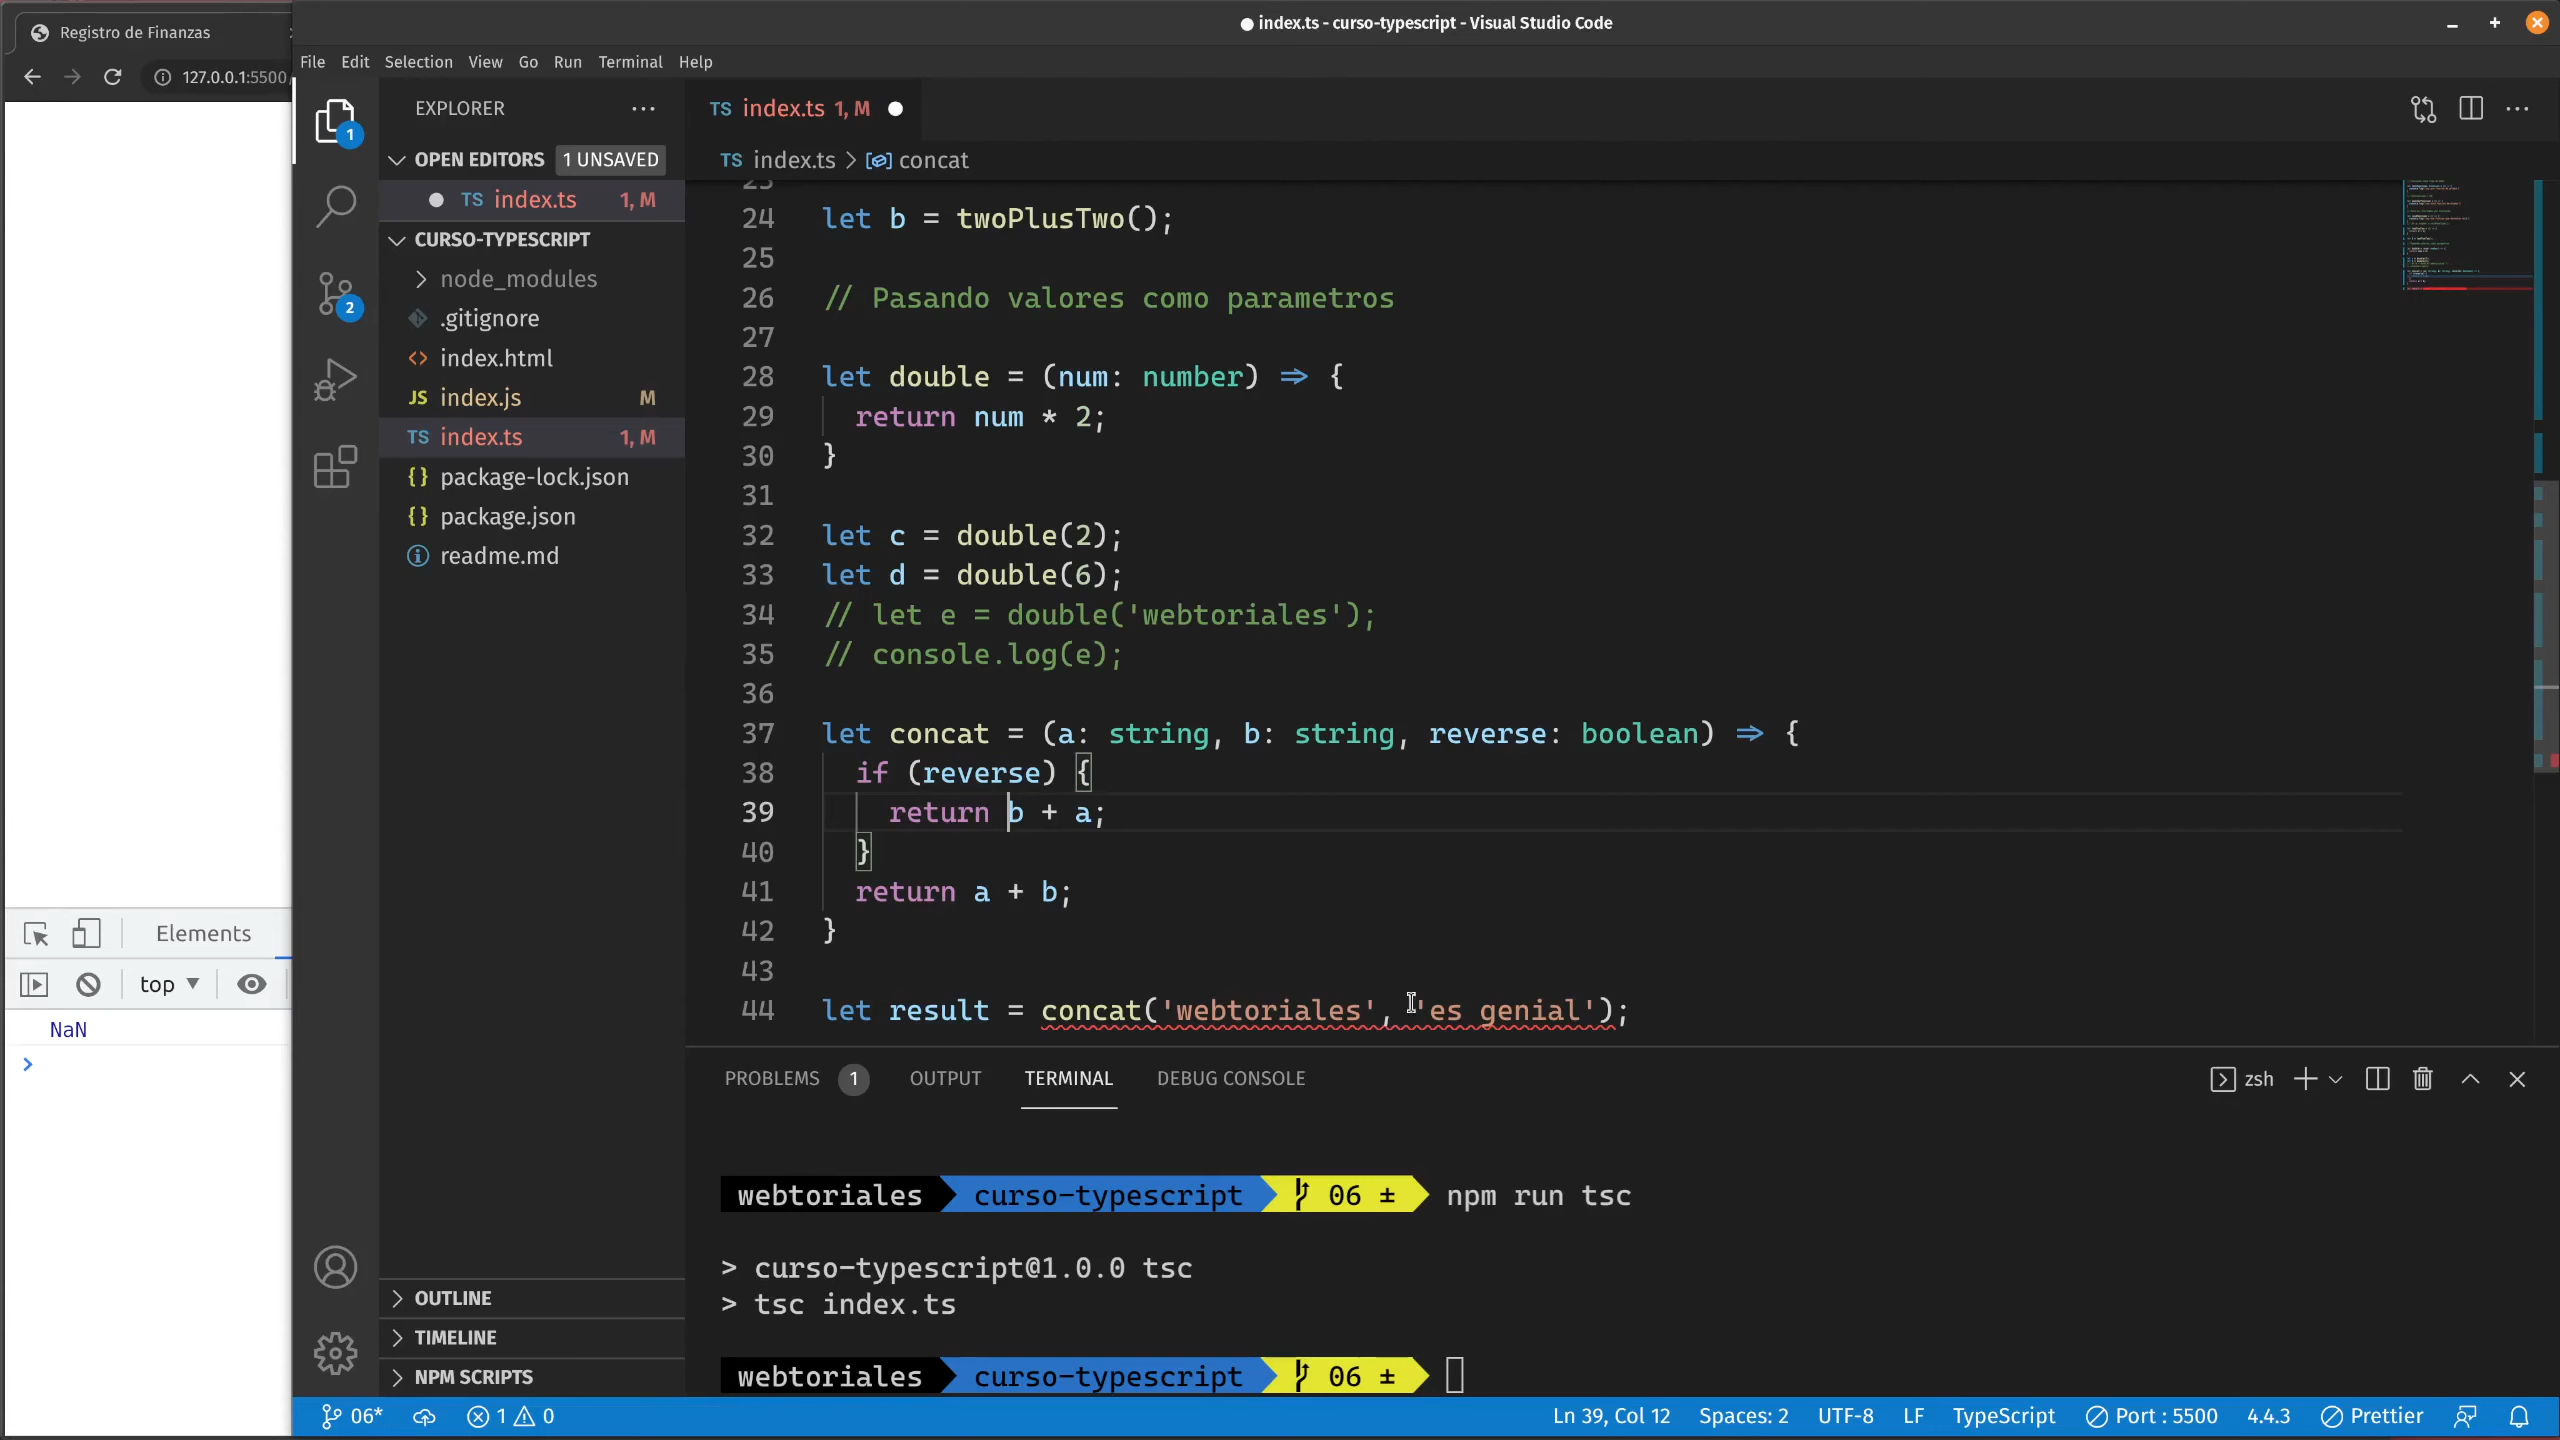 Registro de Finanzas
index.ts - curso-typescript - Visual Studio Code
127.0.0.1:5500/
File Edit Selection View Go Run Terminal Help
EXPLORER
OPEN EDITORS 1 UNSAVED
TS index.ts 1, M
CURSO-TYPESCRIPT
node_modules
.gitignore
<> index.html
JS index.js M
TS index.ts 1, M
{} package-lock.json
{} package.json
readme.md
OUTLINE
TIMELINE
NPM SCRIPTS
1
2
TS index.ts 1, M
TS index.ts > concat
23
24 let b = twoPlusTwo();
25
26 // Pasando valores como parametros
27
28 let double = (num: number) => {
29 return num * 2;
30 }
31
32 let c = double(2);
33 let d = double(6);
34 // let e = double('webtoriales');
35 // console.log(e);
36
37 let concat = (a: string, b: string, reverse: boolean) => {
38 if (reverse) {
39 return b + a;
40 }
41 return a + b;
42 }
43
44 let result = concat('webtoriales', 'es genial');
Elements
top
NaN
PROBLEMS 1 OUTPUT TERMINAL DEBUG CONSOLE
zsh
webtoriales curso-typescript 06 ± npm run tsc
> curso-typescript@1.0.0 tsc
> tsc index.ts
webtoriales curso-typescript 06 ±
06* 1 0 Ln 39, Col 12 Spaces: 2 UTF-8 LF TypeScript Port : 5500 4.4.3 Prettier